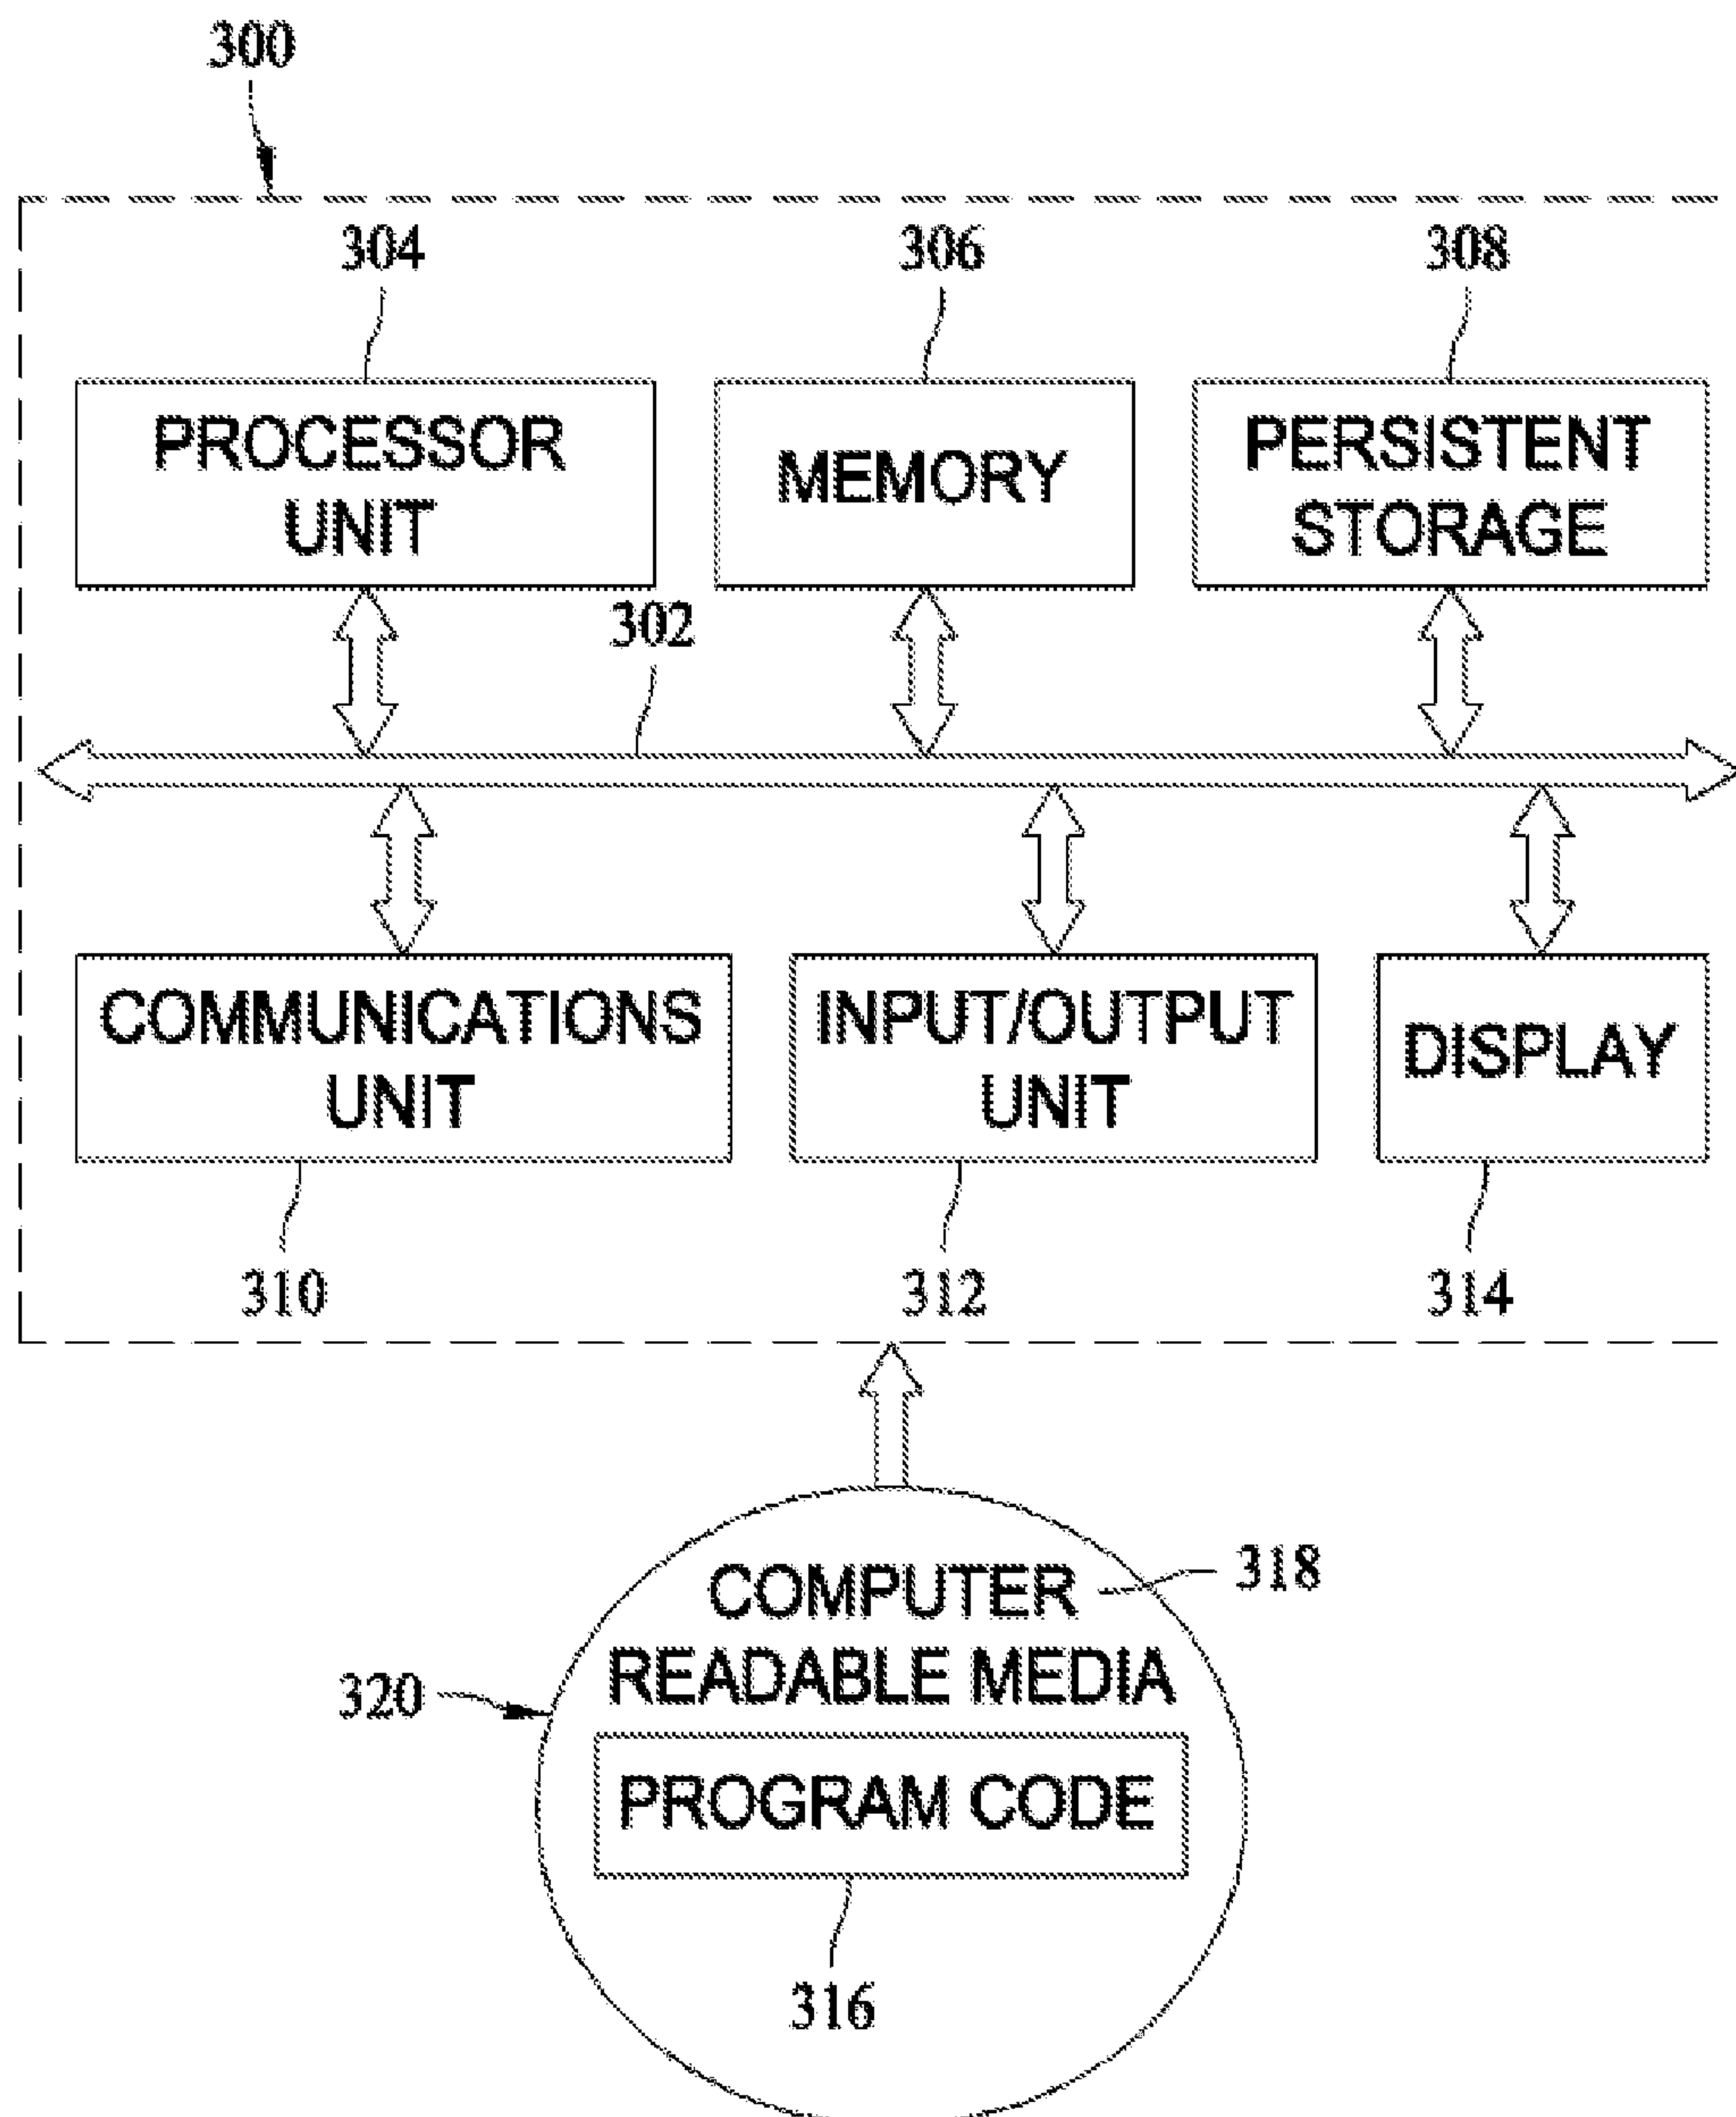 300
304
306
308
PROCESSOR
UNIT
MEMORY
PERSISTENT
STORAGE
302
COMMUNICATIONS
UNIT
INPUT/OUTPUT
UNIT
DISPLAY
310
312
314
COMPUTER
READABLE MEDIA
318
320
PROGRAM CODE
316